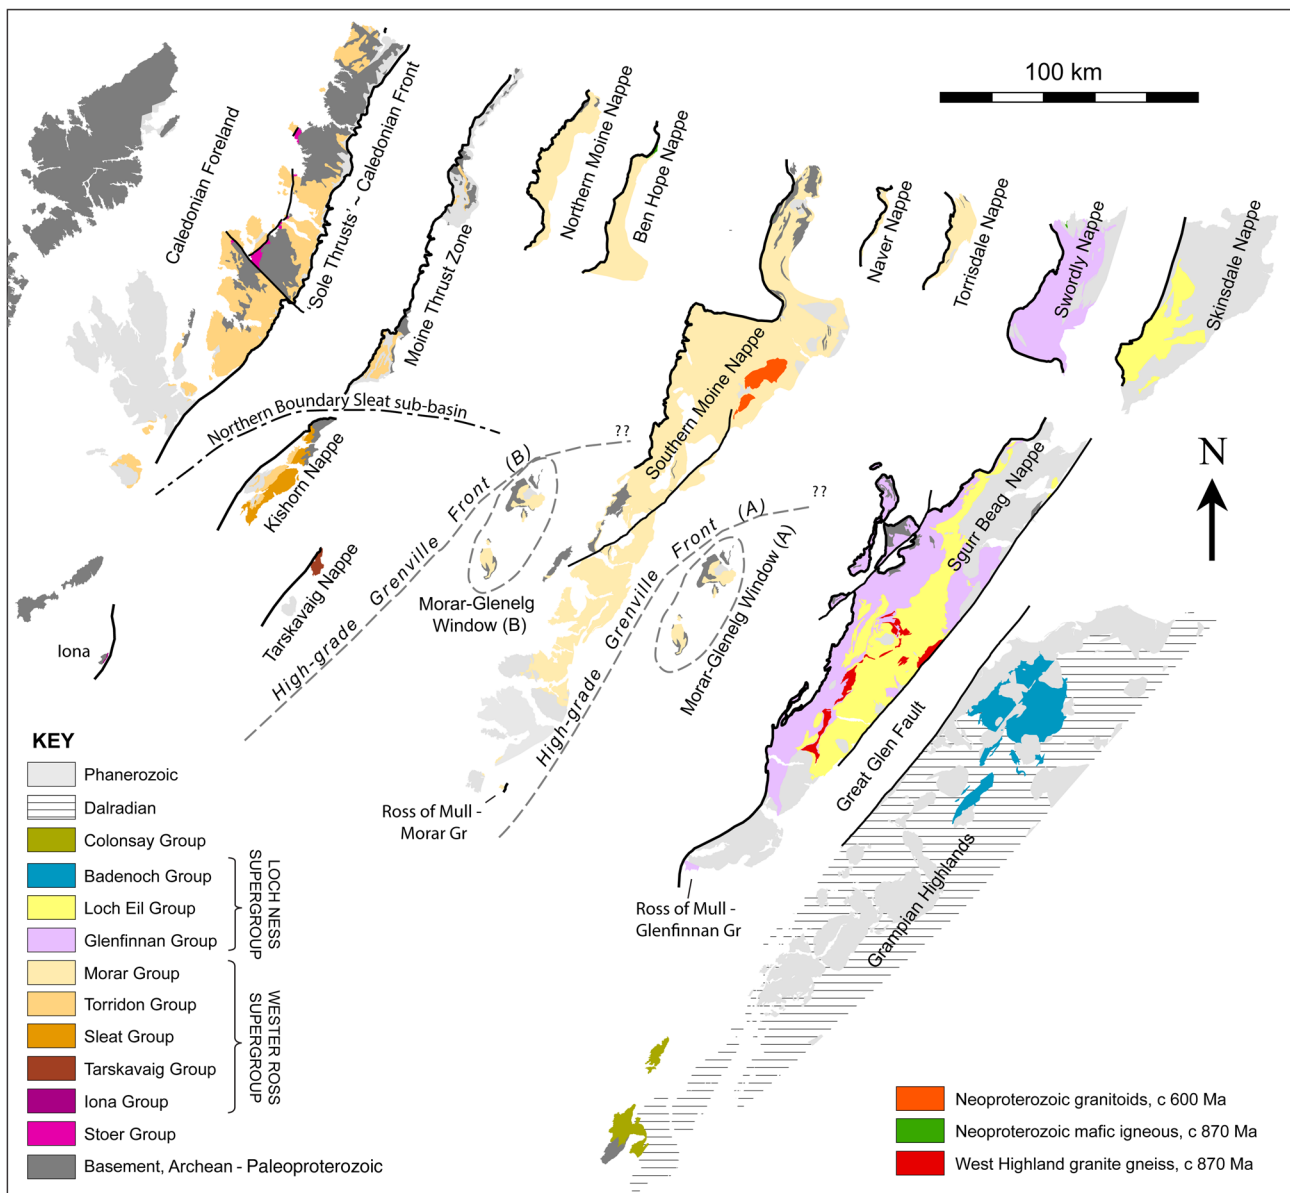 100 km
Caledonian Foreland
'Sole Thrusts' ~ Caledonian Front
Moine Thrust Zone
Northern Moine Nappe
Ben Hope Nappe
Southern Moine Nappe
Naver Nappe
Torrisdale Nappe
Swordly Nappe
Skinsdale Nappe
Northern Boundary Sleat sub-basin
Kishorn Nappe
Tarskavaig Nappe
Iona
High-grade Grenville Front (B)
??
Morar-Glenelg
Window (B)
High-grade Grenville Front (A)
??
Morar-Glenelg Window (A)
Sgurr Beag Nappe
N
Great Glen Fault
Grampian Highlands
Ross of Mull -
Morar Gr
Ross of Mull -
Glenfinnan Gr
KEY
Phanerozoic
Dalradian
Colonsay Group
Badenoch Group
Loch Eil Group
Glenfinnan Group
LOCH NESS
SUPERGROUP
Morar Group
Torridon Group
Sleat Group
Tarskavaig Group
Iona Group
WESTER ROSS
SUPERGROUP
Stoer Group
Basement, Archean - Paleoproterozoic
Neoproterozoic granitoids, c 600 Ma
Neoproterozoic mafic igneous, c 870 Ma
West Highland granite gneiss, c 870 Ma